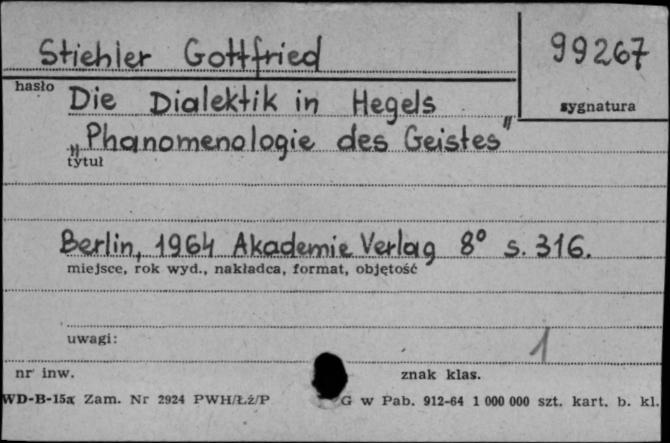 Stiehler Gottfried
99267
hasło
sygnatura
Die Dialektik in Hegels
„Phanomenologie des Geistes"
tytuł
Berlin, 1964 Akademie Verlag 8° s. 316.
miejsce, rok wyd., nakładca, format, objętość
uwagi:
1
nr inw.
znak klas.
WD-B-15a Zam. Nr 2924 PWH/Łź/P
G w Pab. 912-64 1 000 000 szt. kart. b. kl.